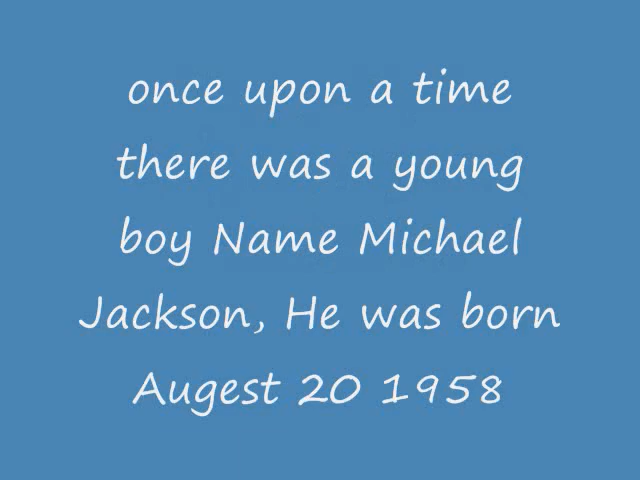 once upon a time
there was a young
boy Name Michael
Jackson, He was born
Augest 20 1958